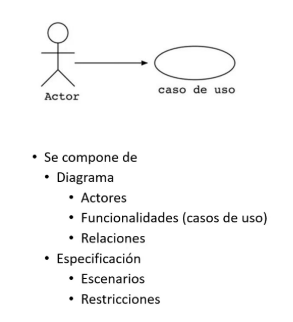 Actor
caso de uso
• Se compone de
• Diagrama
• Actores
• Funcionalidades (casos de uso)
• Relaciones
• Especificación
• Escenarios
• Restricciones